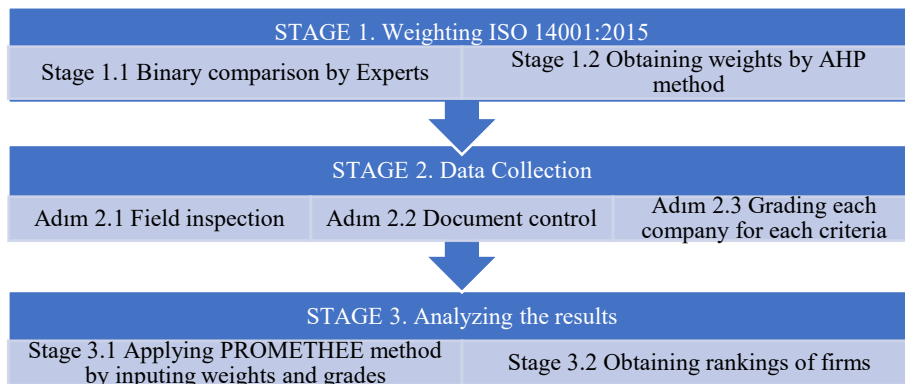 STAGE 1. Weighting ISO 14001:2015
Stage 1.1 Binary comparison by Experts
Stage 1.2 Obtaining weights by AHP
method
STAGE 2. Data Collection
Adım 2.1 Field inspection
Adım 2.2 Document control
Adım 2.3 Grading each
company for each criteria
STAGE 3. Analyzing the results
Stage 3.1 Applying PROMETHEE method
by inputing weights and grades
Stage 3.2 Obtaining rankings of firms